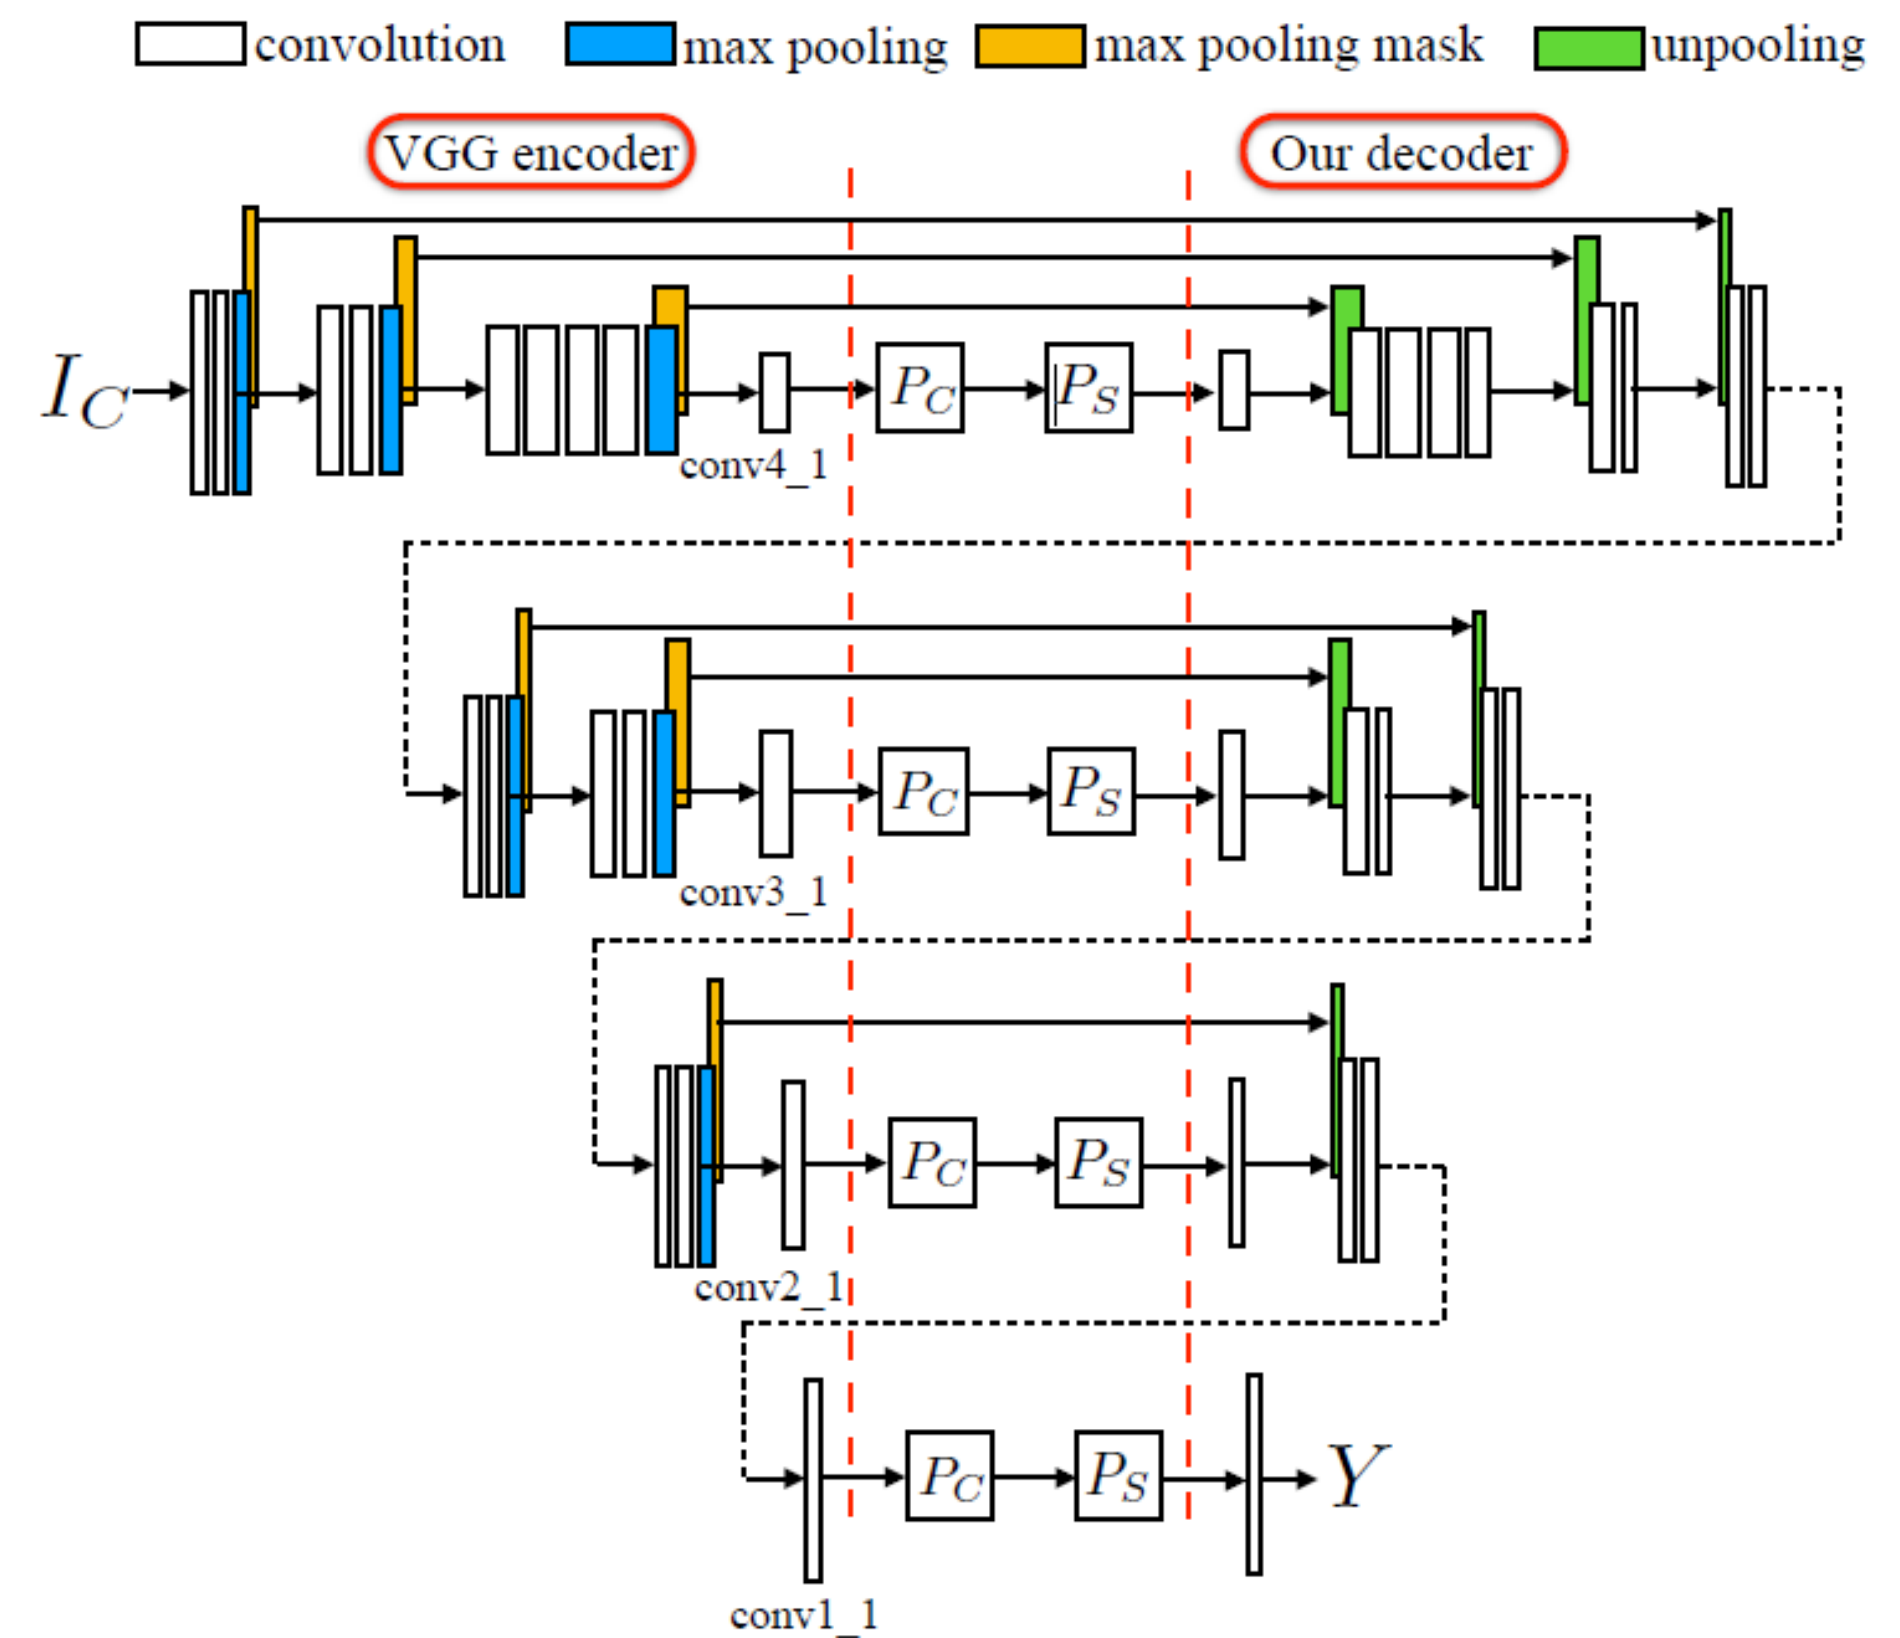 convolution max pooling max pooling mask unpooling
VGG encoder Our decoder
I_C P_C P_S
conv4_1
P_C P_S
conv3_1
P_C P_S
conv2_1
P_C P_S Y
conv1_1